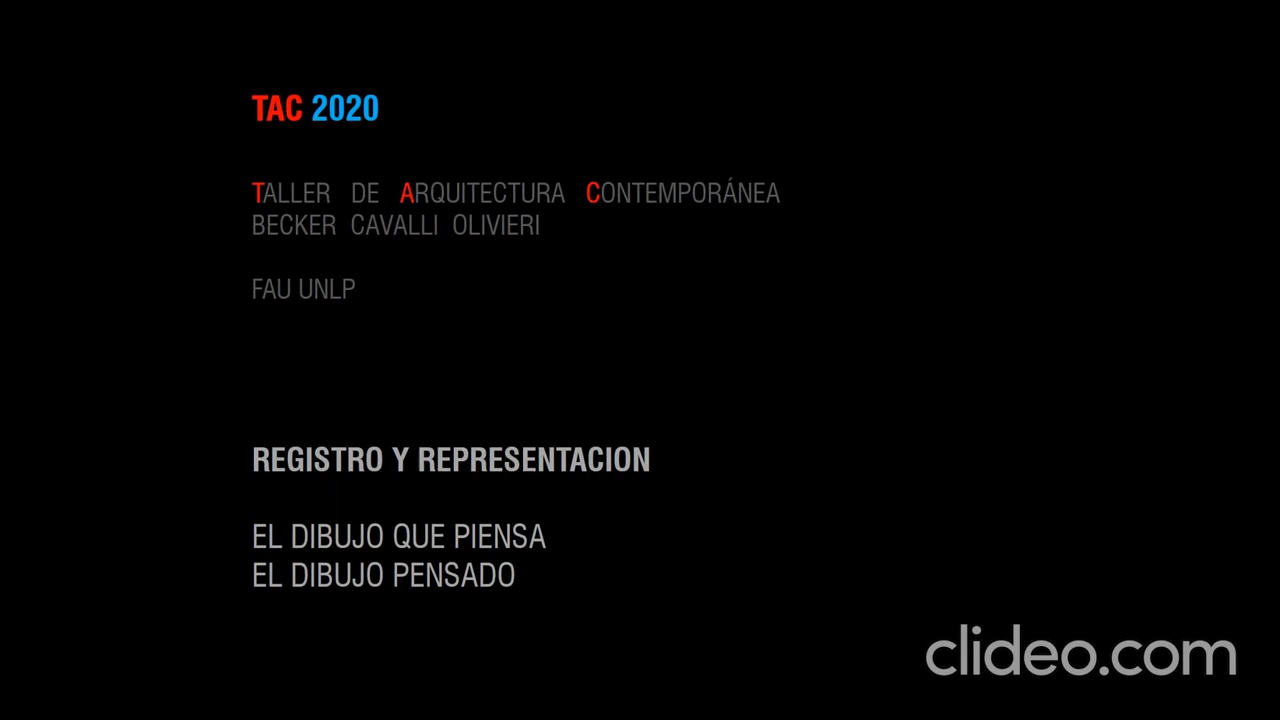 TAC 2020
TALLER DE ARQUITECTURA CONTEMPORÁNEA
BECKER CAVALLI OLIVIERI
FAU UNLP
REGISTRO Y REPRESENTACION
EL DIBUJO QUE PIENSA
EL DIBUJO PENSADO
clideo.com